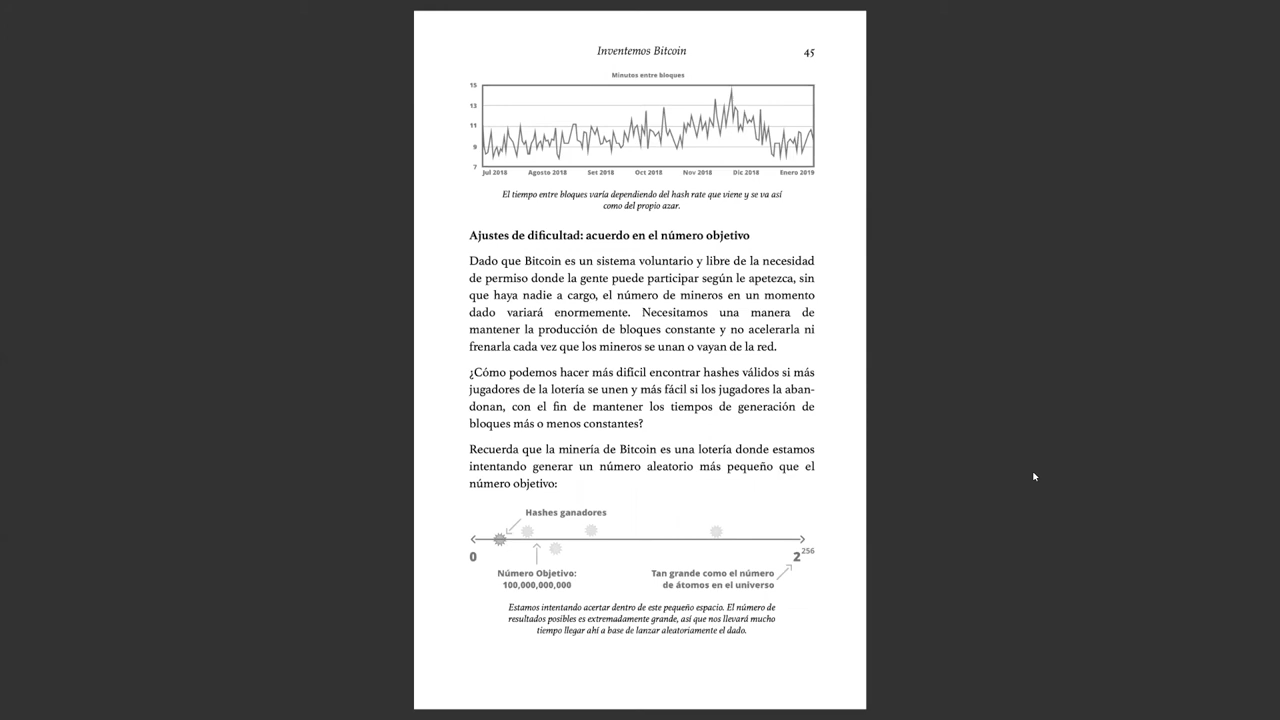 Inventemos Bitcoin 45
Minutos entre bloques
15
13
11
9
7
Jul 2018 Agosto 2018 Set 2018 Oct 2018 Nov 2018 Dic 2018 Enero 2019
El tiempo entre bloques varía dependiendo del hash rate que viene y se va así
como del propio azar.
Ajustes de dificultad: acuerdo en el número objetivo
Dado que Bitcoin es un sistema voluntario y libre de la necesidad
de permiso donde la gente puede participar según le apetezca, sin
que haya nadie a cargo, el número de mineros en un momento
dado variará enormemente. Necesitamos una manera de
mantener la producción de bloques constante y no acelerarla ni
frenarla cada vez que los mineros se unan o vayan de la red.
¿Cómo podemos hacer más difícil encontrar hashes válidos si más
jugadores de la lotería se unen y más fácil si los jugadores la aban-
donan, con el fin de mantener los tiempos de generación de
bloques más o menos constantes?
Recuerda que la minería de Bitcoin es una lotería donde estamos
intentando generar un número aleatorio más pequeño que el
número objetivo:
Hashes ganadores
0 2^256
Número Objetivo:
100,000,000,000
Tan grande como el número
de átomos en el universo
Estamos intentando acertar dentro de este pequeño espacio. El número de
resultados posibles es extremadamente grande, así que nos llevará mucho
tiempo llegar ahí a base de lanzar aleatoriamente el dado.